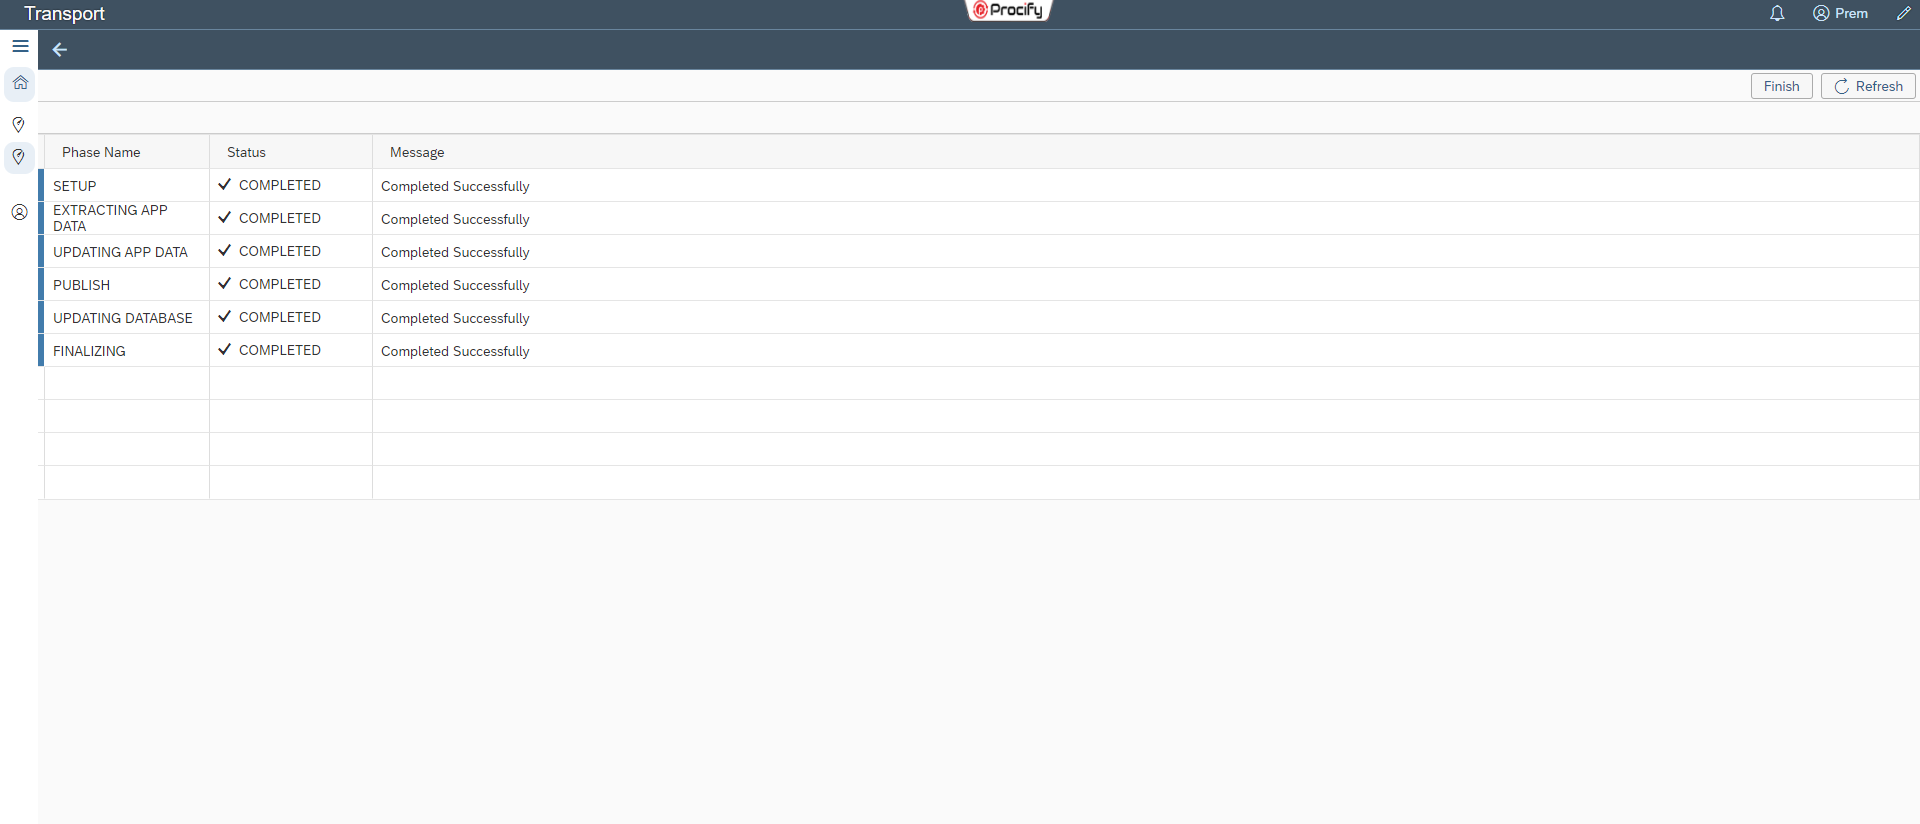 Transport
Procify
Prem
Finish
Refresh
Phase Name Status Message
SETUP COMPLETED Completed Successfully
EXTRACTING APP
DATA COMPLETED Completed Successfully
UPDATING APP DATA COMPLETED Completed Successfully
PUBLISH COMPLETED Completed Successfully
UPDATING DATABASE COMPLETED Completed Successfully
FINALIZING COMPLETED Completed Successfully